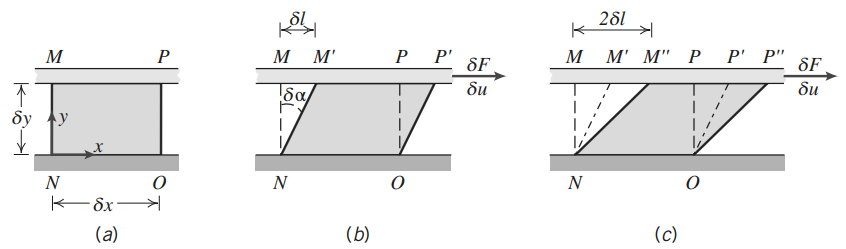 δl
2δl
M P
M M' P P'
M M' M" P P' P"
δF
δu
δF
δu
δy
y
x
δα
N O
N O
N O
δx
(a)
(b)
(c)